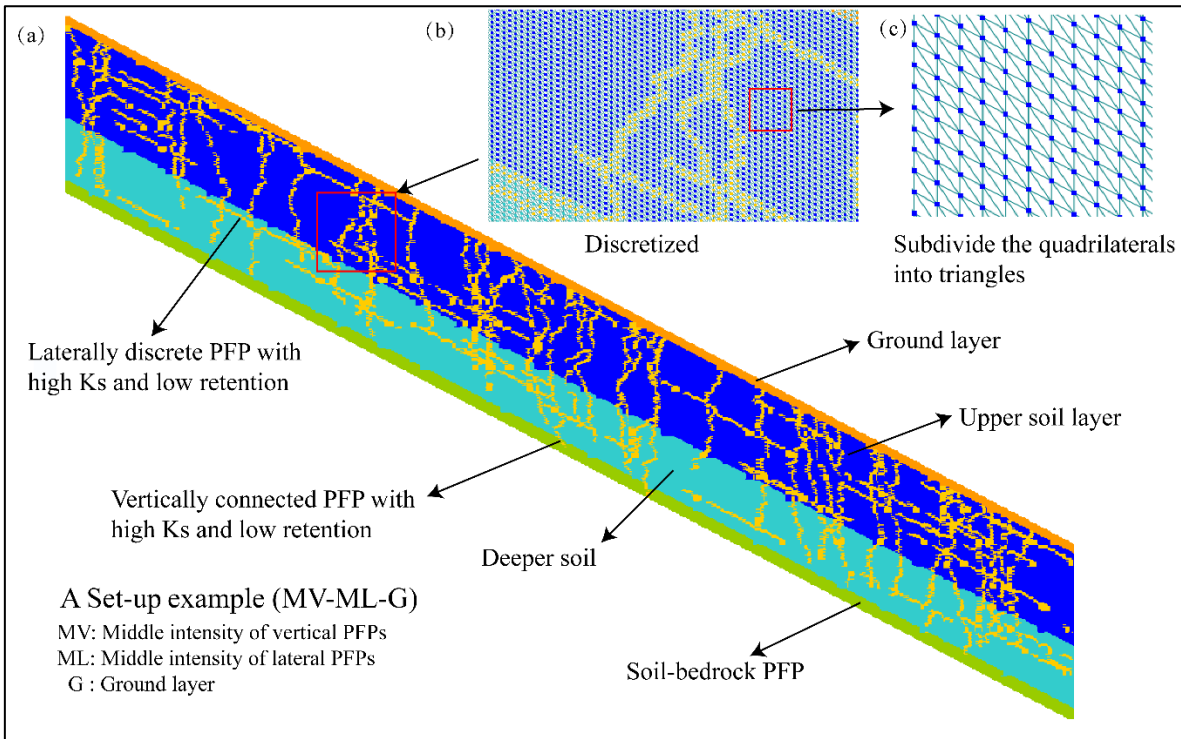 (a)
(b)
(c)
Discretized
Subdivide the quadrilaterals
into triangles
Ground layer
Laterally discrete PFP with
high Ks and low retention
Upper soil layer
Vertically connected PFP with
high Ks and low retention
Deeper soil
A Set-up example (MV-ML-G)
MV: Middle intensity of vertical PFPs
ML: Middle intensity of lateral PFPs
G : Ground layer
Soil-bedrock PFP